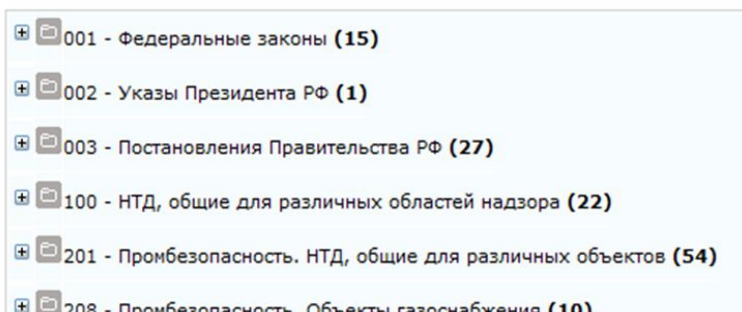 001 - Федеральные законы (15)
002 - Указы Президента РФ (1)
003 - Постановления Правительства РФ (27)
100 - НТД, общие для различных областей надзора (22)
201 - Промбезопасность. НТД, общие для различных объектов (54)
208 - Промбезопасность. Объекты газоснабжения (10)